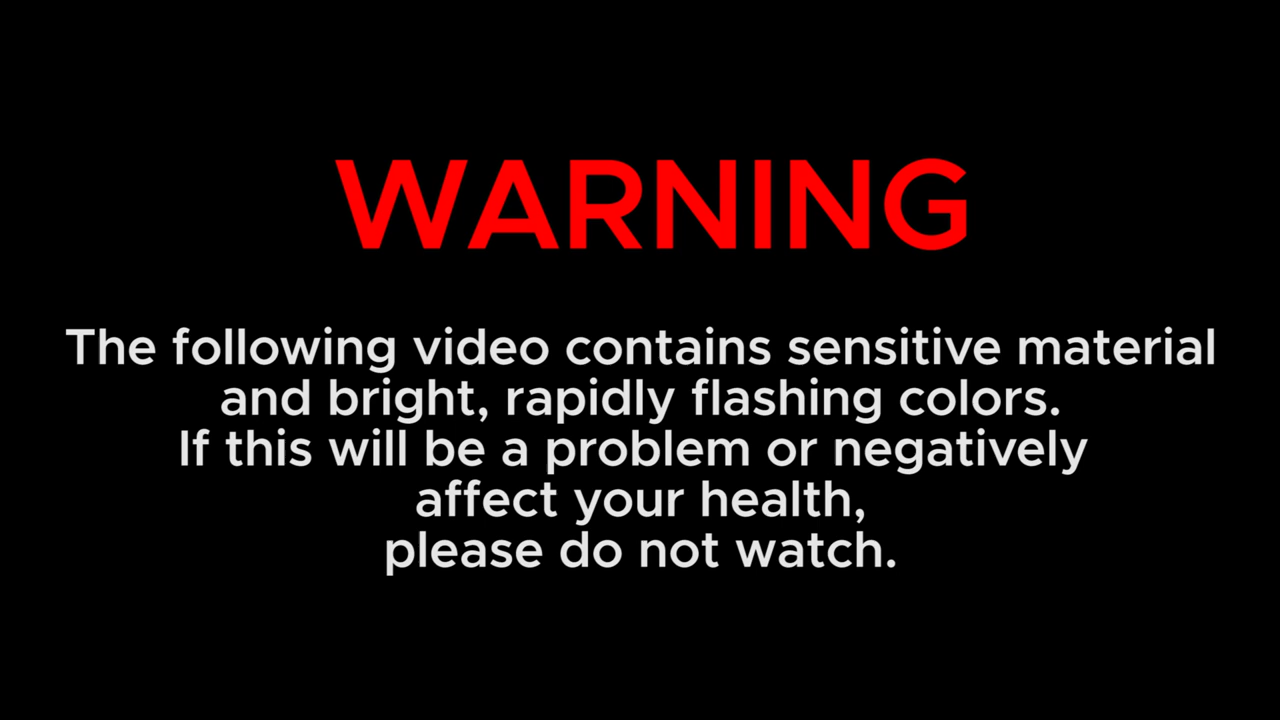 WARNING
The following video contains sensitive material
and bright, rapidly flashing colors.
If this will be a problem or negatively
affect your health,
please do not watch.